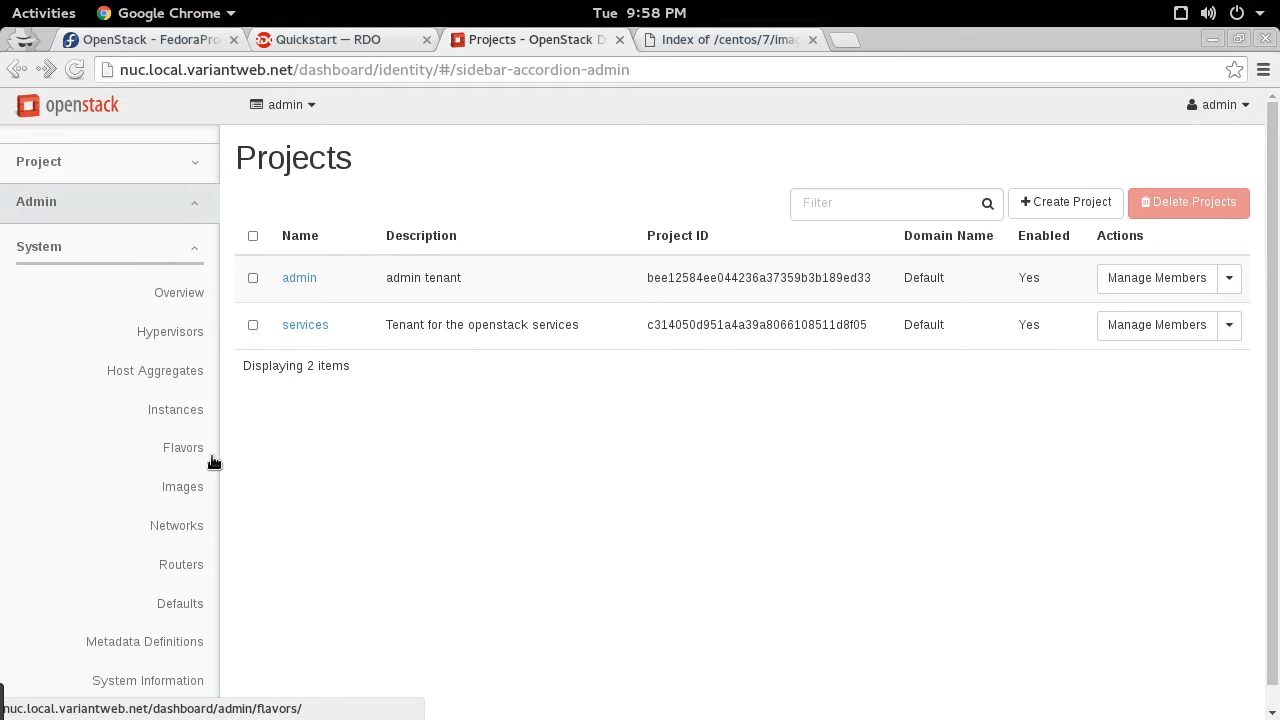 Activities Google Chrome Tue 9:58 PM
OpenStack - FedoraPro Quickstart — RDO Projects - OpenStack D Index of /centos/7/imag
nuc.local.variantweb.net/dashboard/identity/#/sidebar-accordion-admin
openstack admin admin
Project
Admin
System
Overview
Hypervisors
Host Aggregates
Instances
Flavors
Images
Networks
Routers
Defaults
Metadata Definitions
System Information
Projects
Filter + Create Project Delete Projects
Name Description Project ID Domain Name Enabled Actions
admin admin tenant bee12584ee044236a37359b3b189ed33 Default Yes Manage Members
services Tenant for the openstack services c314050d951a4a39a8066108511d8f05 Default Yes Manage Members
Displaying 2 items
nuc.local.variantweb.net/dashboard/admin/flavors/